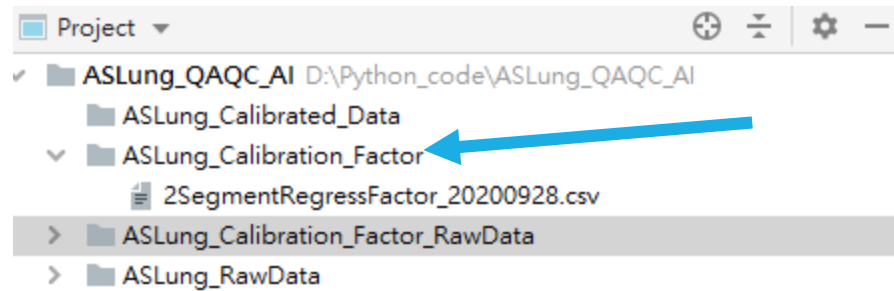 Project
ASLung_QAQC_AI D:\Python_code\ASLung_QAQC_AI
ASLung_Calibrated_Data
ASLung_Calibration_Factor
2SegmentRegressFactor_20200928.csv
ASLung_Calibration_Factor_RawData
ASLung_RawData